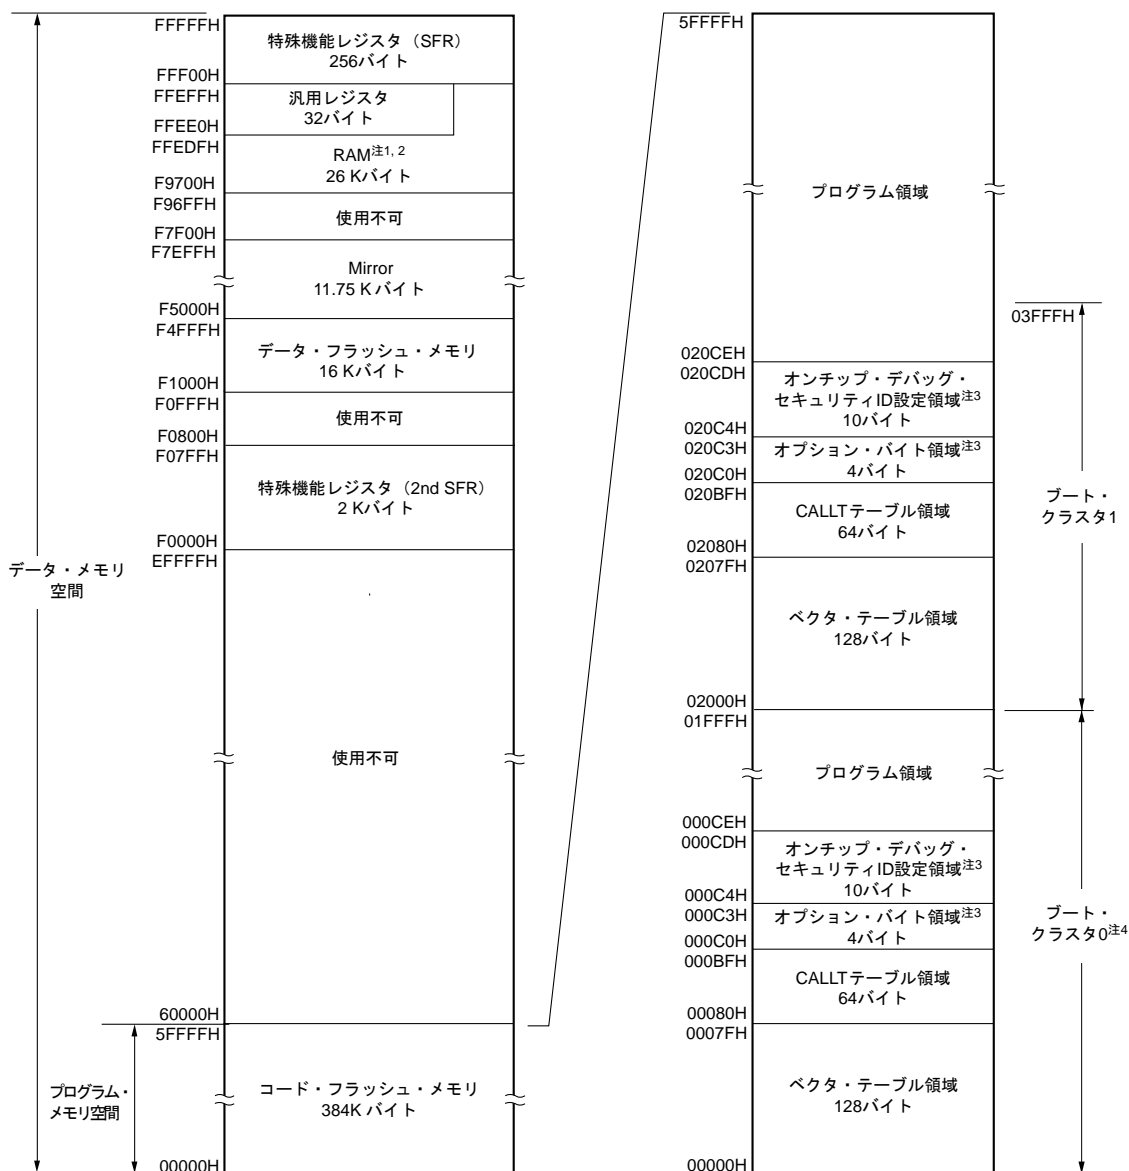 データ・メモリ
空間
プログラム・
メモリ空間
FFFFFH
特殊機能レジスタ（SFR）
256バイト
FFF00H
FFEFFH
汎用レジスタ
32バイト
FFEE0H
FFEDFH
RAM注1, 2
26 Kバイト
F9700H
F96FFH
使用不可
F7F00H
F7EFFH
Mirror
11.75 Kバイト
F5000H
F4FFFH
データ・フラッシュ・メモリ
16 Kバイト
F1000H
F0FFFH
使用不可
F0800H
F07FFH
特殊機能レジスタ（2nd SFR）
2 Kバイト
F0000H
EFFFFH
使用不可
60000H
5FFFFH
コード・フラッシュ・メモリ
384K バイト
00000H
5FFFFH
プログラム領域
03FFFH
020CEH
020CDH
オンチップ・デバッグ・
セキュリティID設定領域注3
10バイト
020C4H
020C3H
オプション・バイト領域注3
4バイト
020C0H
020BFH
CALLTテーブル領域
64バイト
02080H
0207FH
ベクタ・テーブル領域
128バイト
02000H
01FFFH
ブート・
クラスタ1
プログラム領域
000CEH
000CDH
オンチップ・デバッグ・
セキュリティID設定領域注3
10バイト
000C4H
000C3H
オプション・バイト領域注3
4バイト
000C0H
000BFH
CALLTテーブル領域
64バイト
00080H
0007FH
ベクタ・テーブル領域
128バイト
00000H
ブート・
クラスタ0注4